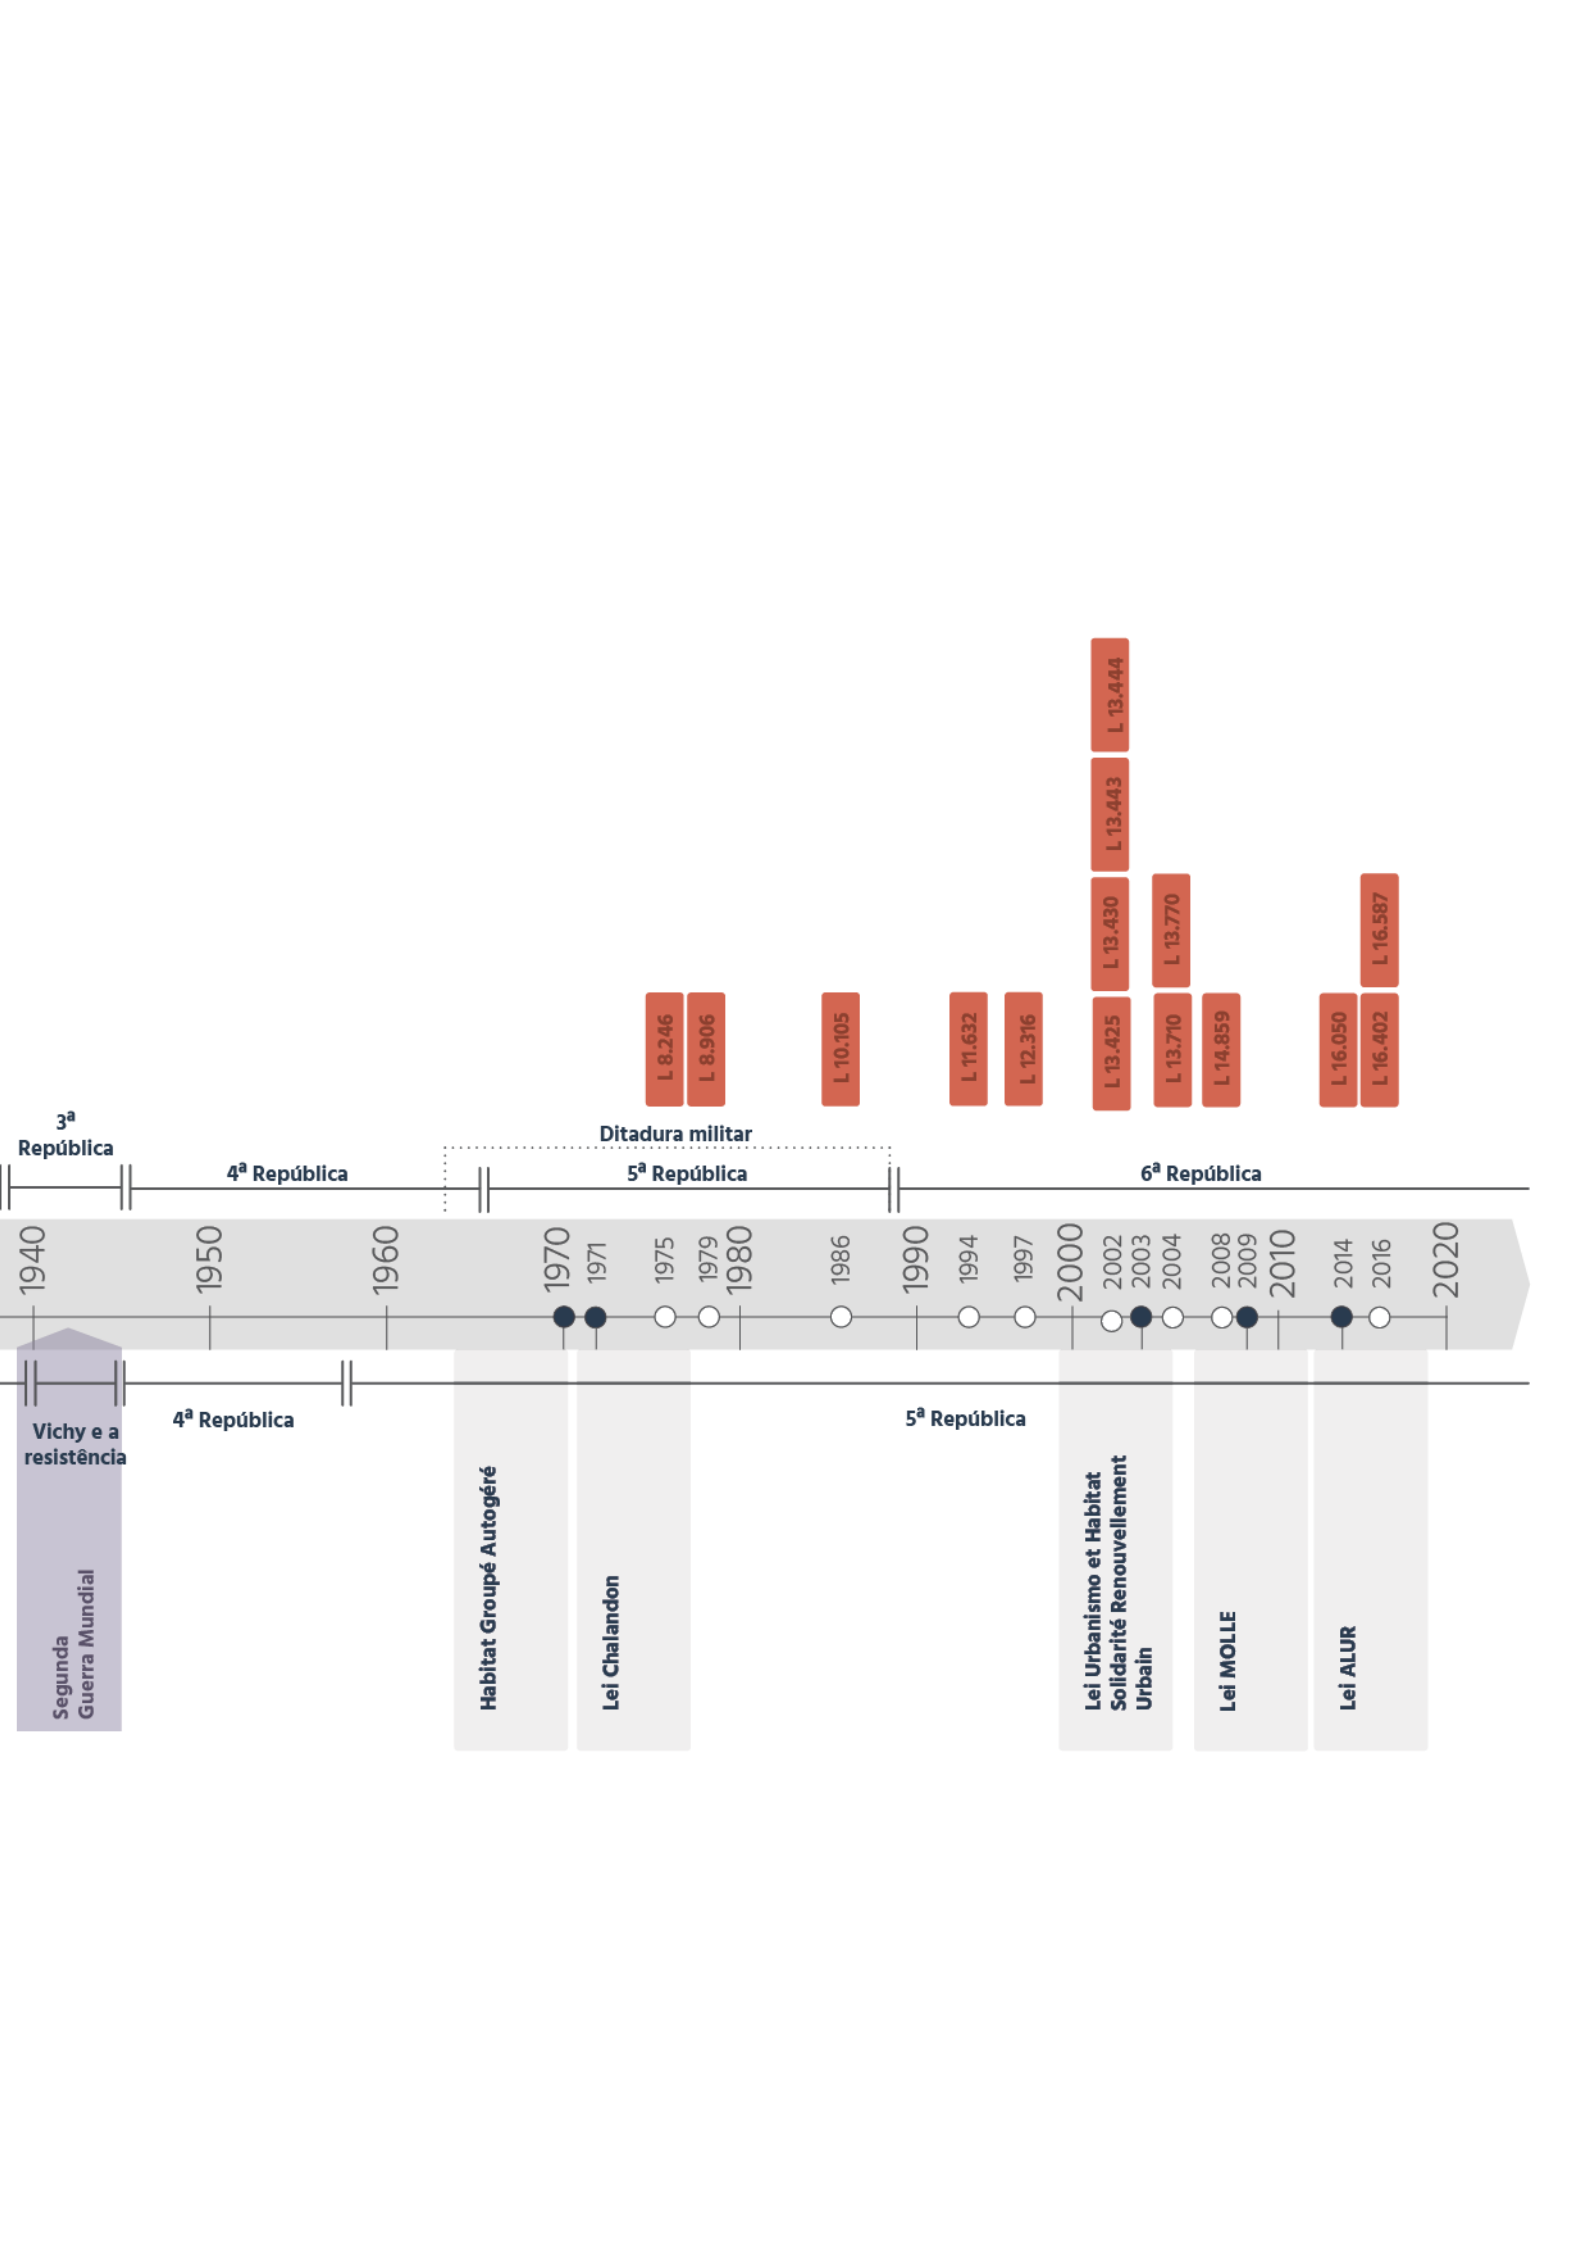 L 13.444
L 13.443
L 13.430
L 13.770
L 16.587
L 8.246
L 8.906
L 10.105
L 11.632
L 12.316
L 13.425
L 13.710
L 14.859
L 16.050
L 16.402
3ª
República
4ª República
Ditadura militar
5ª República
6ª República
1940
1950
1960
1970
1971
1975
1979
1980
1986
1990
1994
1997
2000
2002
2003
2004
2008
2009
2010
2014
2016
2020
Vichy e a
resistência
4ª República
5ª República
Segunda
Guerra Mundial
Habitat Groupé Autogéré
Lei Chalandon
Lei Urbanismo et Habitat
Solidarité Renouvellement
Urbain
Lei MOLLE
Lei ALUR